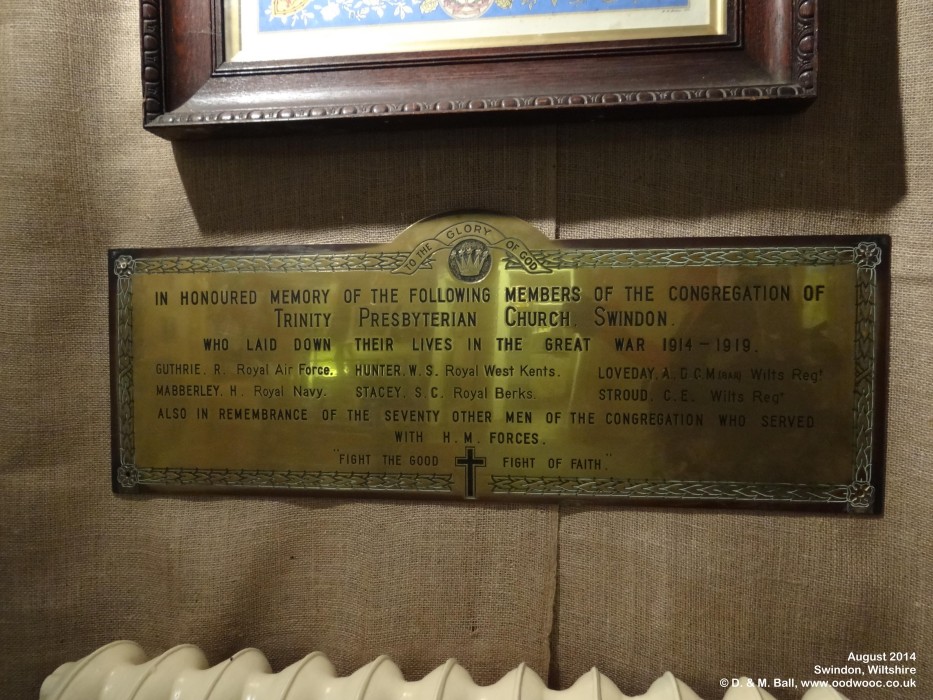 TO THE GLORY OF GOD
IN HONOURED MEMORY OF THE FOLLOWING MEMBERS OF THE CONGREGATION OF
TRINITY PRESBYTERIAN CHURCH, SWINDON.
WHO LAID DOWN THEIR LIVES IN THE GREAT WAR 1914-1919.
GUTHRIE. R. Royal Air Force. HUNTER. W. S. Royal West Kents. LOVEDAY. A. D.C.M. Wilts Regt
MABBERLEY. H. Royal Navy. STACEY. S. C. Royal Berks. STROUD. C. E. Wilts Regt
ALSO IN REMEMBRANCE OF THE SEVENTY OTHER MEN OF THE CONGREGATION WHO SERVED
WITH H. M. FORCES.
"FIGHT THE GOOD FIGHT OF FAITH."
August 2014
Swindon, Wiltshire
© D. & M. Ball, www.oodwooc.co.uk